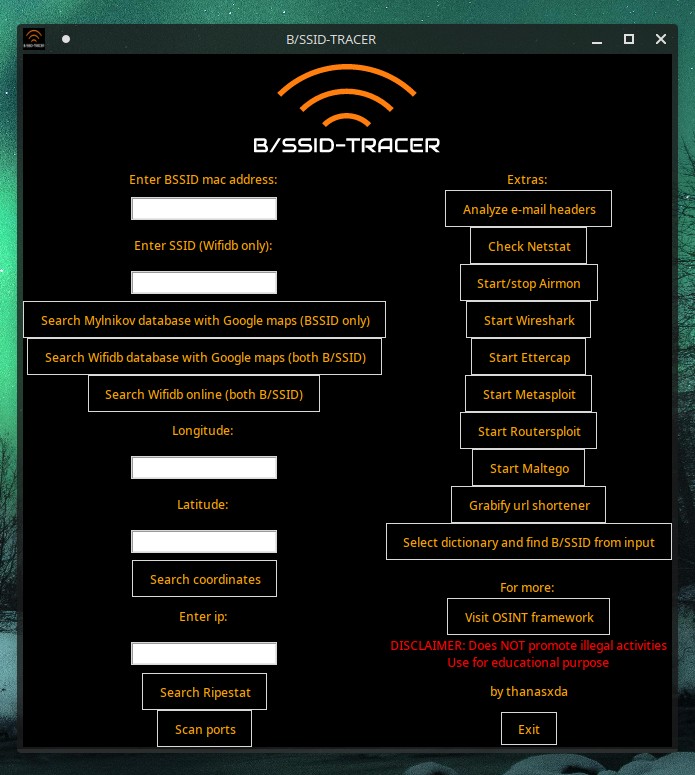 B/SSID-TRACER
B/SSID-TRACER
Enter BSSID mac address:
Enter SSID (Wifidb only):
Search Mylnikov database with Google maps (BSSID only)
Search Wifidb database with Google maps (both B/SSID)
Search Wifidb online (both B/SSID)
Longitude:
Latitude:
Search coordinates
Enter ip:
Search Ripestat
Scan ports
Extras:
Analyze e-mail headers
Check Netstat
Start/stop Airmon
Start Wireshark
Start Ettercap
Start Metasploit
Start Routersploit
Start Maltego
Grabify url shortener
Select dictionary and find B/SSID from input
For more:
Visit OSINT framework
DISCLAIMER: Does NOT promote illegal activities
Use for educational purpose
by thanasxda
Exit